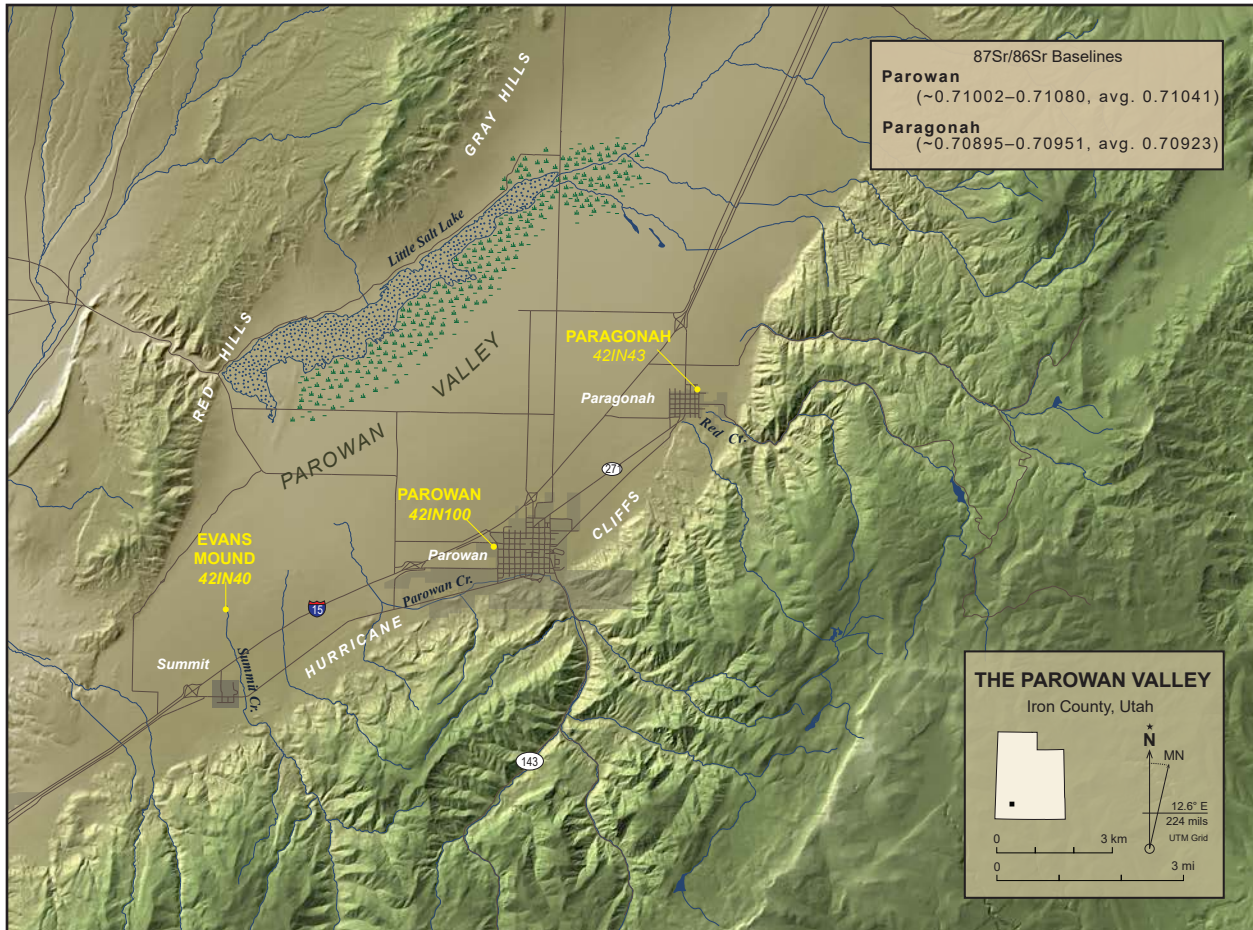 87Sr/86Sr Baselines
Parowan
(~0.71002–0.71080, avg. 0.71041)
Paragonah
(~0.70895–0.70951, avg. 0.70923)
GRAY HILLS
Little Salt Lake
RED HILLS
PAROWAN VALLEY
PARAGONAH
42IN43
Paragonah
Red Cr.
271
PAROWAN
42IN100
Parowan
HURRICANE CLIFFS
Parowan Cr.
EVANS
MOUND
42IN40
15
Summit
Summit Cr.
143
THE PAROWAN VALLEY
Iron County, Utah
N
MN
12.6° E
224 mils
UTM Grid
0 3 km
0 3 mi